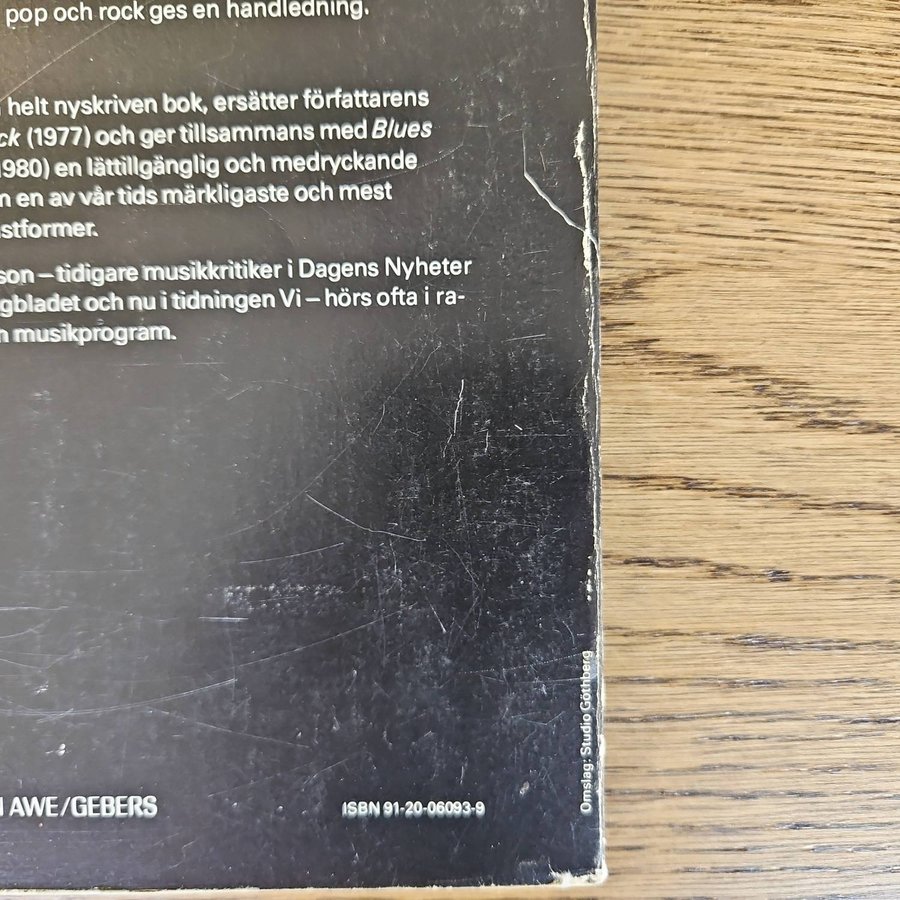 pop och rock ges en handledning.
helt nyskriven bok, ersätter författarens
ck (1977) och ger tillsammans med Blues
1980) en lättillgänglig och medryckande
n en av vår tids märkligaste och mest
stformer.
son – tidigare musikkritiker i Dagens Nyheter
gbladet och nu i tidningen Vi – hörs ofta i ra-
h musikprogram.
AWE/GEBERS
ISBN 91-20-06093-9
Omslag: Studio Göthberg